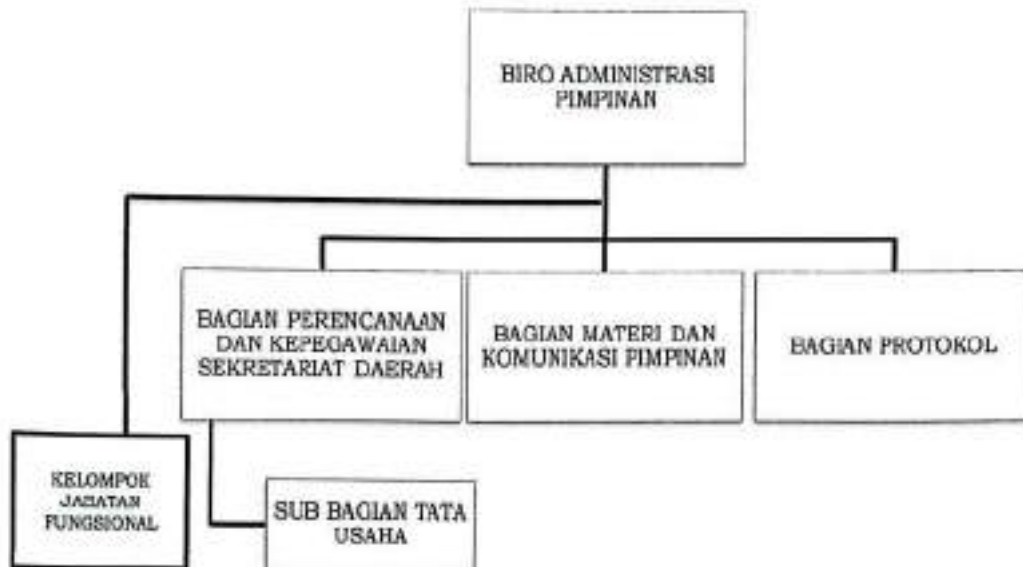 BIRO ADMINISTRASI
PIMPINAN
BAGIAN PERENCANAAN
DAN KEPEGAWAIAN
SEKRETARIAT DAERAH
BAGIAN MATERI DAN
KOMUNIKASI PIMPINAN
BAGIAN PROTOKOL
KELOMPOK
JABATAN
FUNGSIONAL
SUB BAGIAN TATA
USAHA